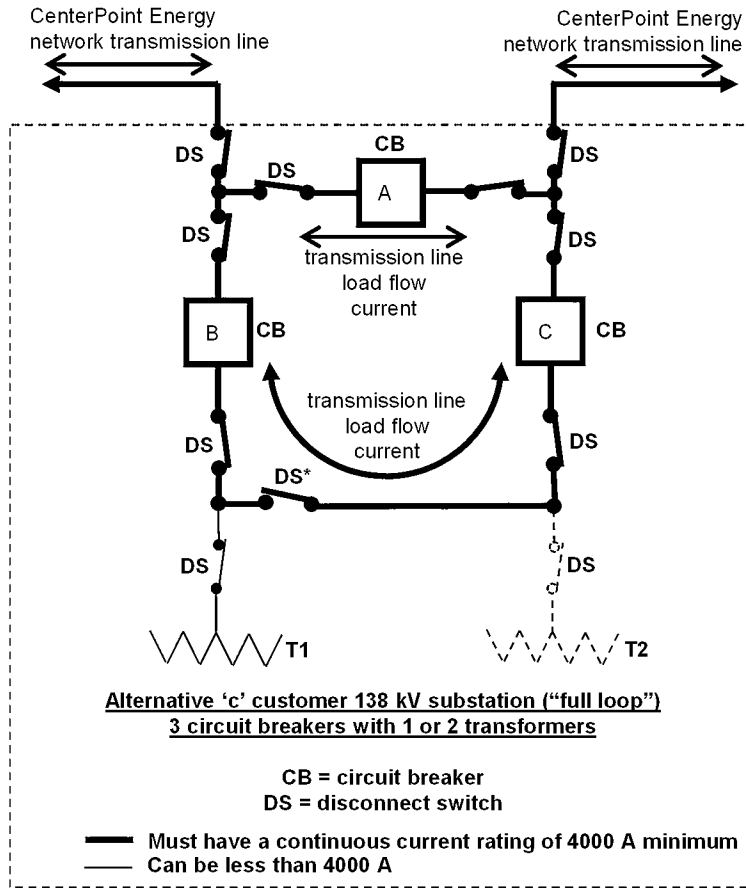 CenterPoint Energy
network transmission line
CenterPoint Energy
network transmission line
DS
DS
CB
A
DS
DS
DS
transmission line
load flow
current
B
CB
C
CB
transmission line
load flow
current
DS
DS
DS*
DS
DS
T1
T2
Alternative ‘c’ customer 138 kV substation (“full loop”)
3 circuit breakers with 1 or 2 transformers
CB = circuit breaker
DS = disconnect switch
Must have a continuous current rating of 4000 A minimum
Can be less than 4000 A